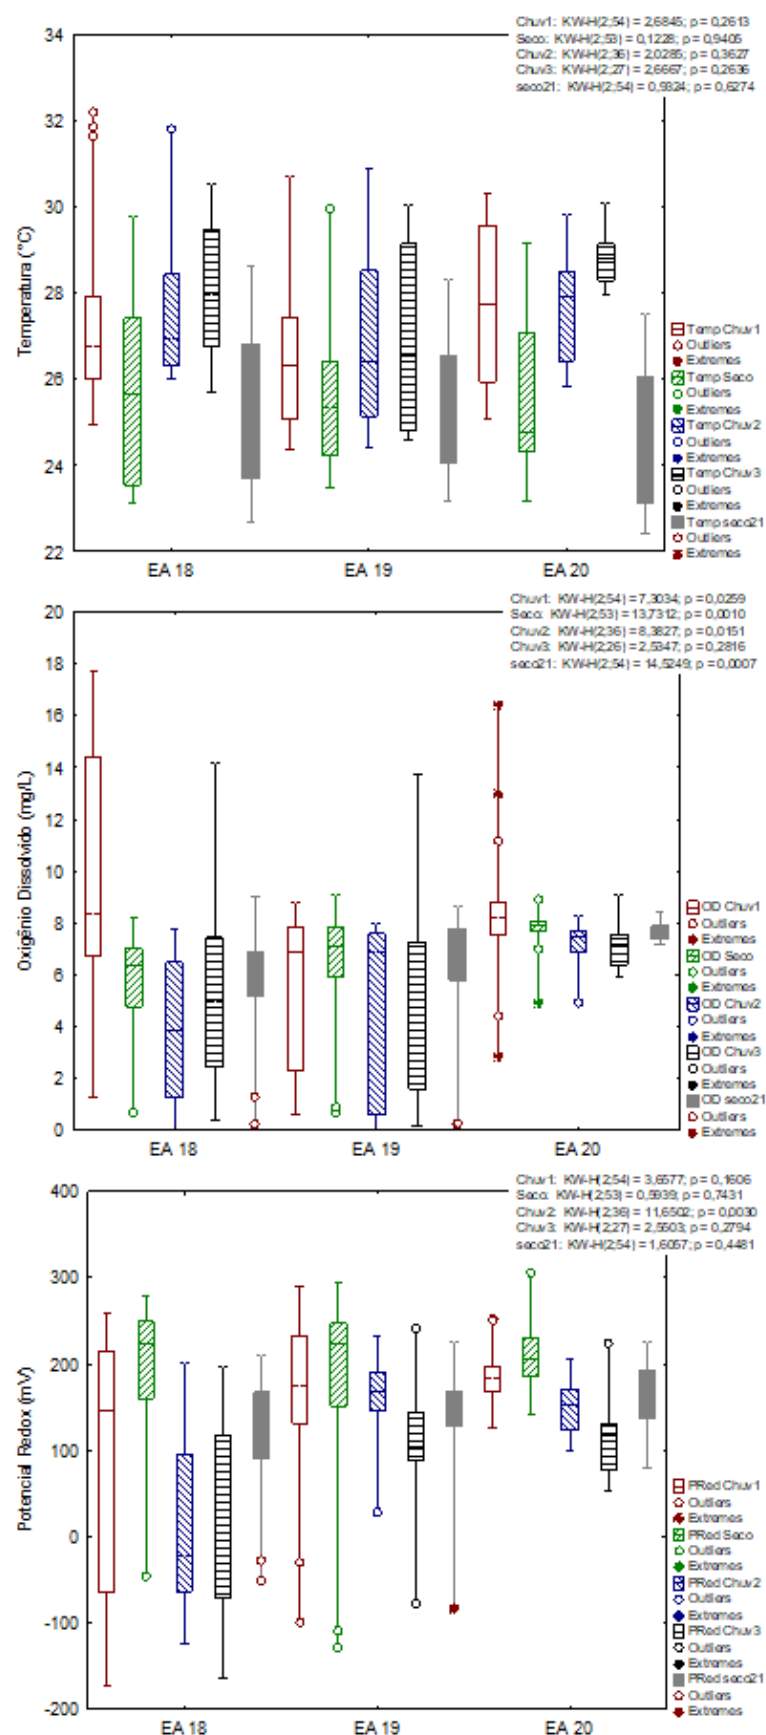 Chuv1: KW-H(2;54) = 2,6845; p = 0,2613
Seco: KW-H(2;53) = 0,1228; p = 0,9405
Chuv2: KW-H(2;36) = 2,0285; p = 0,3627
Chuv3: KW-H(2;27) = 2,6667; p = 0,2636
seco21: KW-H(2;54) = 0,9324; p = 0,6274
34
32
30
28
26
24
22
Temperatura (°C)
EA 18
EA 19
EA 20
Temp Chuv1
Outliers
Extremes
Temp Seco
Outliers
Extremes
Temp Chuv2
Outliers
Extremes
Temp Chuv3
Outliers
Extremes
Temp seco21
Outliers
Extremes
Chuv1: KW-H(2;54) = 7,3034; p = 0,0259
Seco: KW-H(2;53) = 13,7312; p = 0,0010
Chuv2: KW-H(2;36) = 8,3827; p = 0,0151
Chuv3: KW-H(2;26) = 2,5347; p = 0,2816
seco21: KW-H(2;54) = 14,5249; p = 0,0007
20
18
16
14
12
10
8
6
4
2
0
Oxigênio Dissolvido (mg/L)
EA 18
EA 19
EA 20
OD Chuv1
Outliers
Extremes
OD Seco
Outliers
Extremes
OD Chuv2
Outliers
Extremes
OD Chuv3
Outliers
Extremes
OD seco21
Outliers
Extremes
Chuv1: KW-H(2;54) = 3,6577; p = 0,1606
Seco: KW-H(2;53) = 0,5939; p = 0,7431
Chuv2: KW-H(2;36) = 11,6502; p = 0,0030
Chuv3: KW-H(2;27) = 2,5503; p = 0,2794
seco21: KW-H(2;54) = 1,6057; p = 0,4481
400
300
200
100
0
-100
-200
Potencial Redox (mV)
EA 18
EA 19
EA 20
PRed Chuv1
Outliers
Extremes
PRed Seco
Outliers
Extremes
PRed Chuv2
Outliers
Extremes
PRed Chuv3
Outliers
Extremes
PRed seco21
Outliers
Extremes